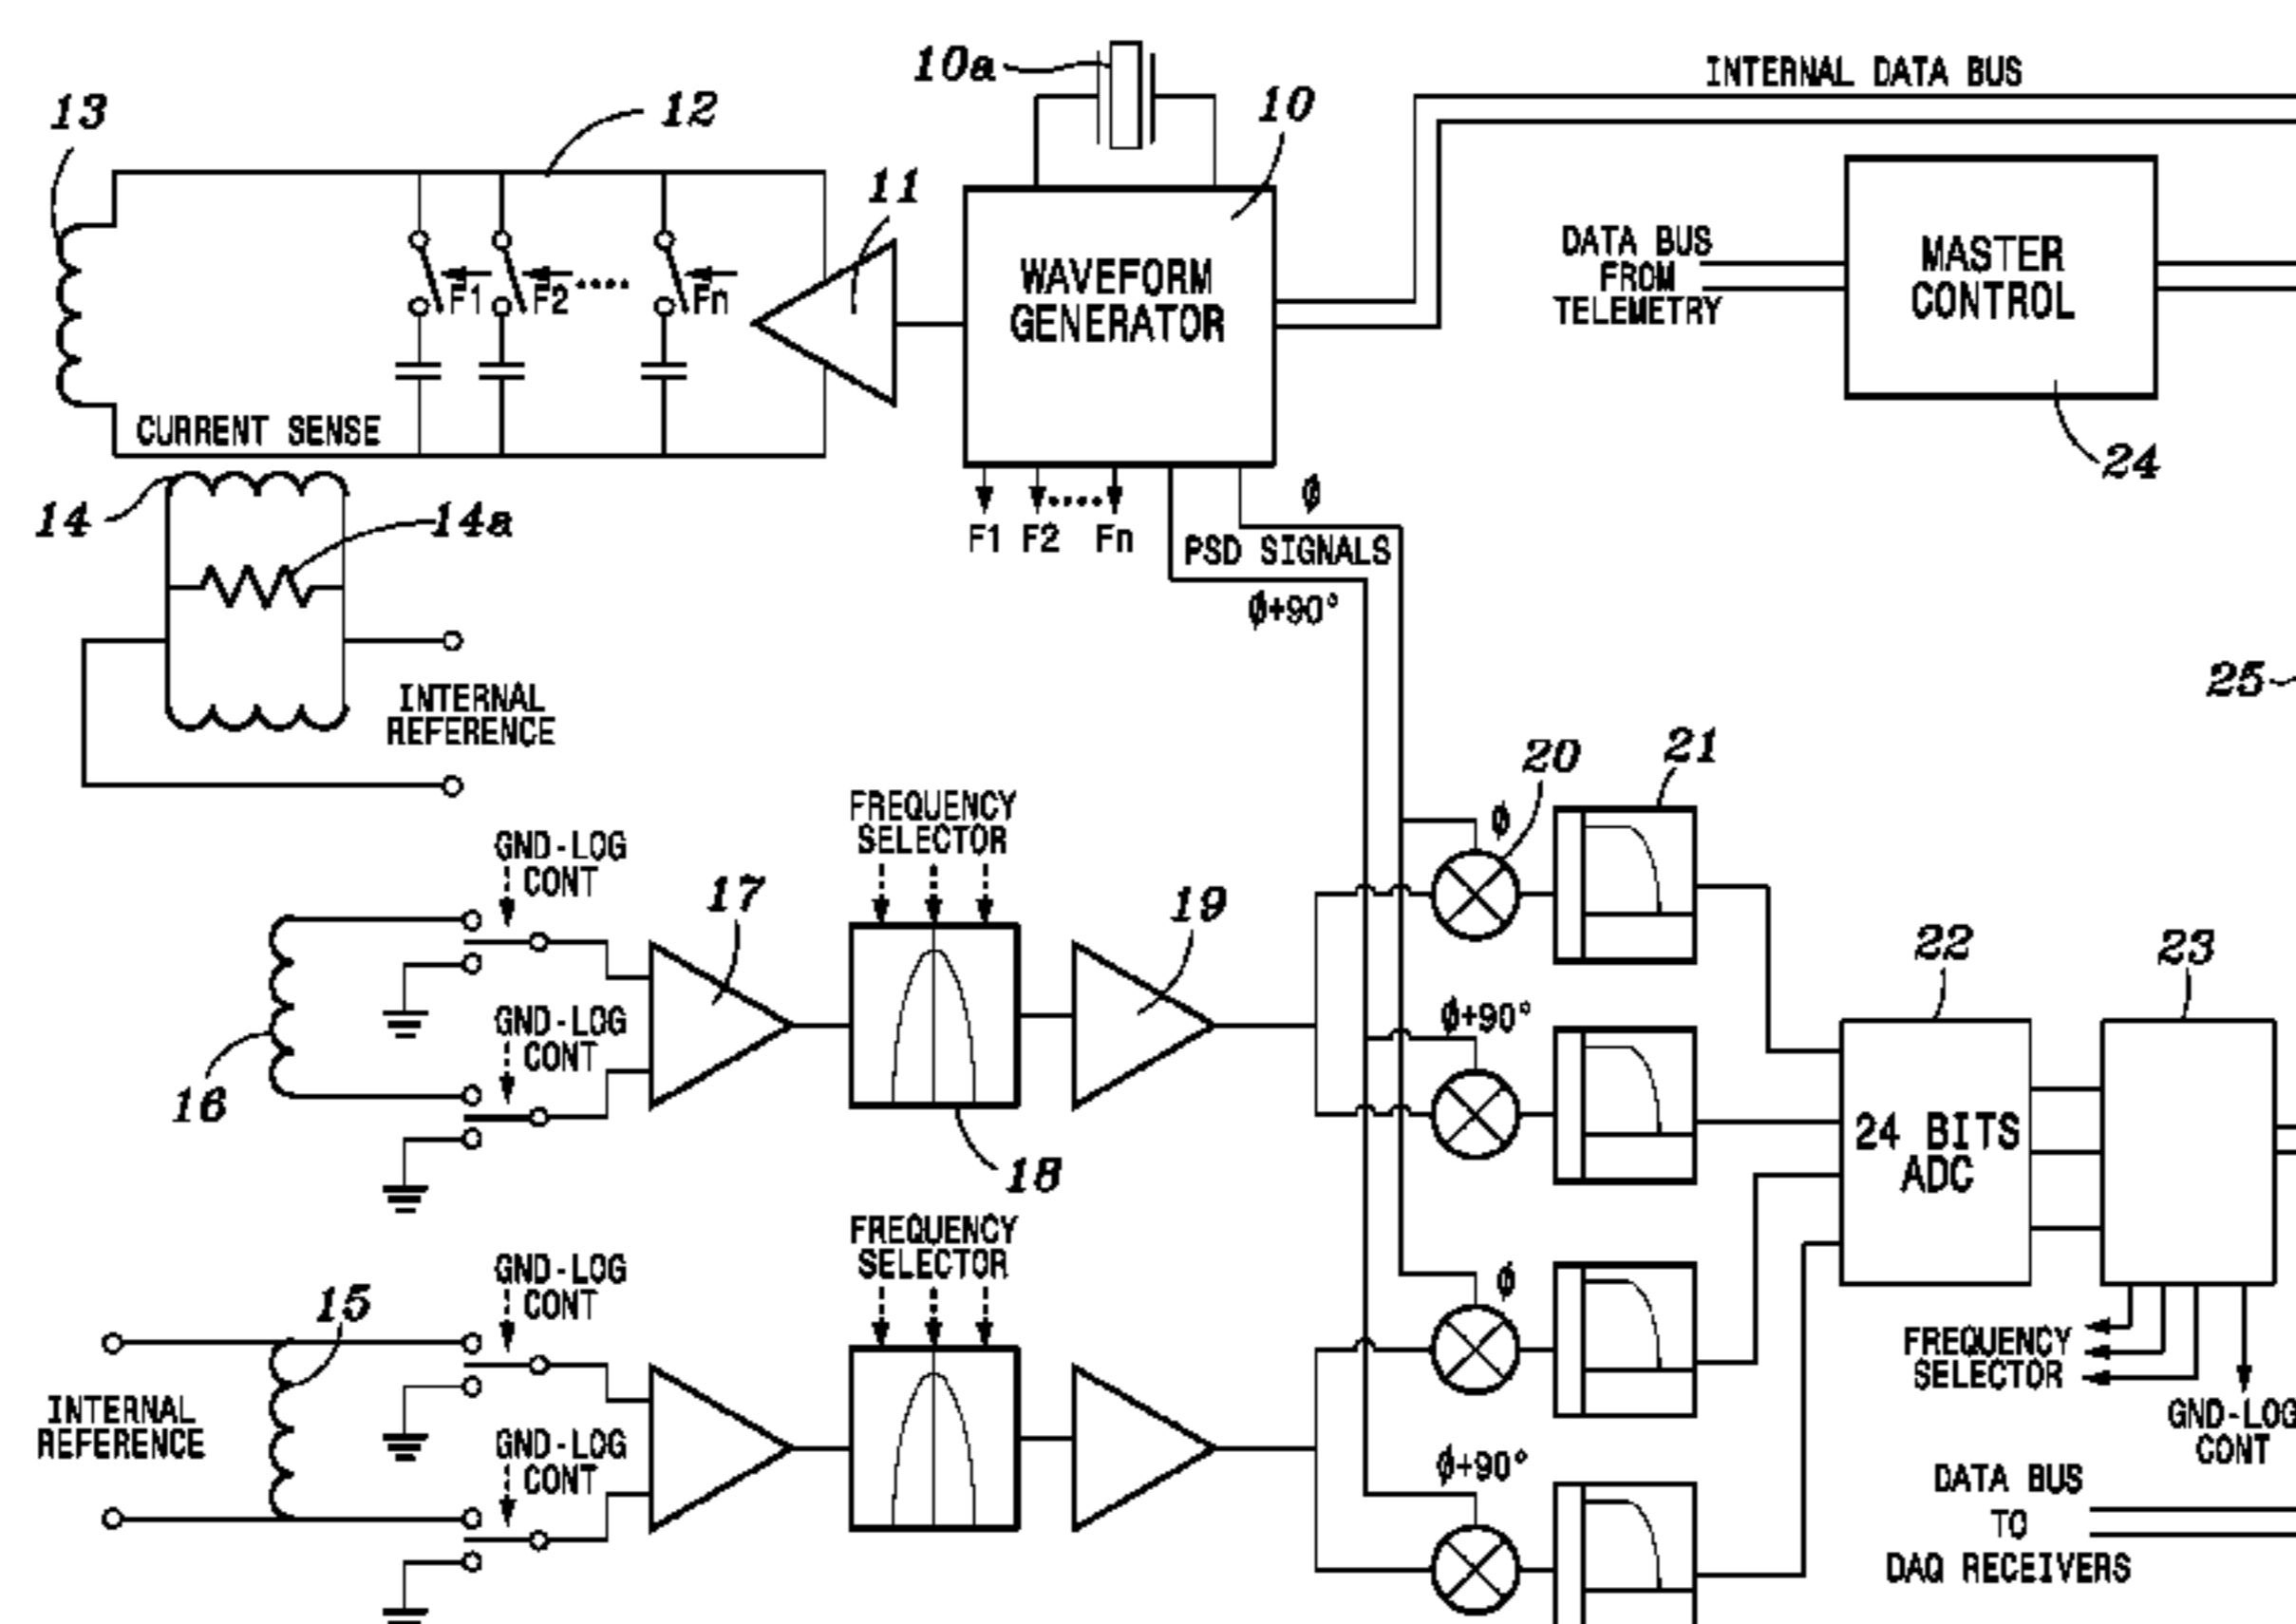 10a
INTERNAL DATA BUS
13
12
10
11
WAVEFORM
GENERATOR
DATA BUS
FROM
TELEMETRY
MASTER
CONTROL
F1
F2
....
Fn
CURRENT SENSE
24
14
14a
F1 F2 .... Fn
ϕ
PSD SIGNALS
ϕ+90°
INTERNAL
REFERENCE
25
20
21
FREQUENCY
SELECTOR
GND-LOG
CONT
17
19
ϕ
22
23
GND-LOG
CONT
ϕ+90°
16
18
24 BITS
ADC
FREQUENCY
SELECTOR
GND-LOG
CONT
15
ϕ
FREQUENCY
SELECTOR
INTERNAL
REFERENCE
GND-LOG
CONT
GND-LOG
CONT
ϕ+90°
DATA BUS
TO
DAQ RECEIVERS